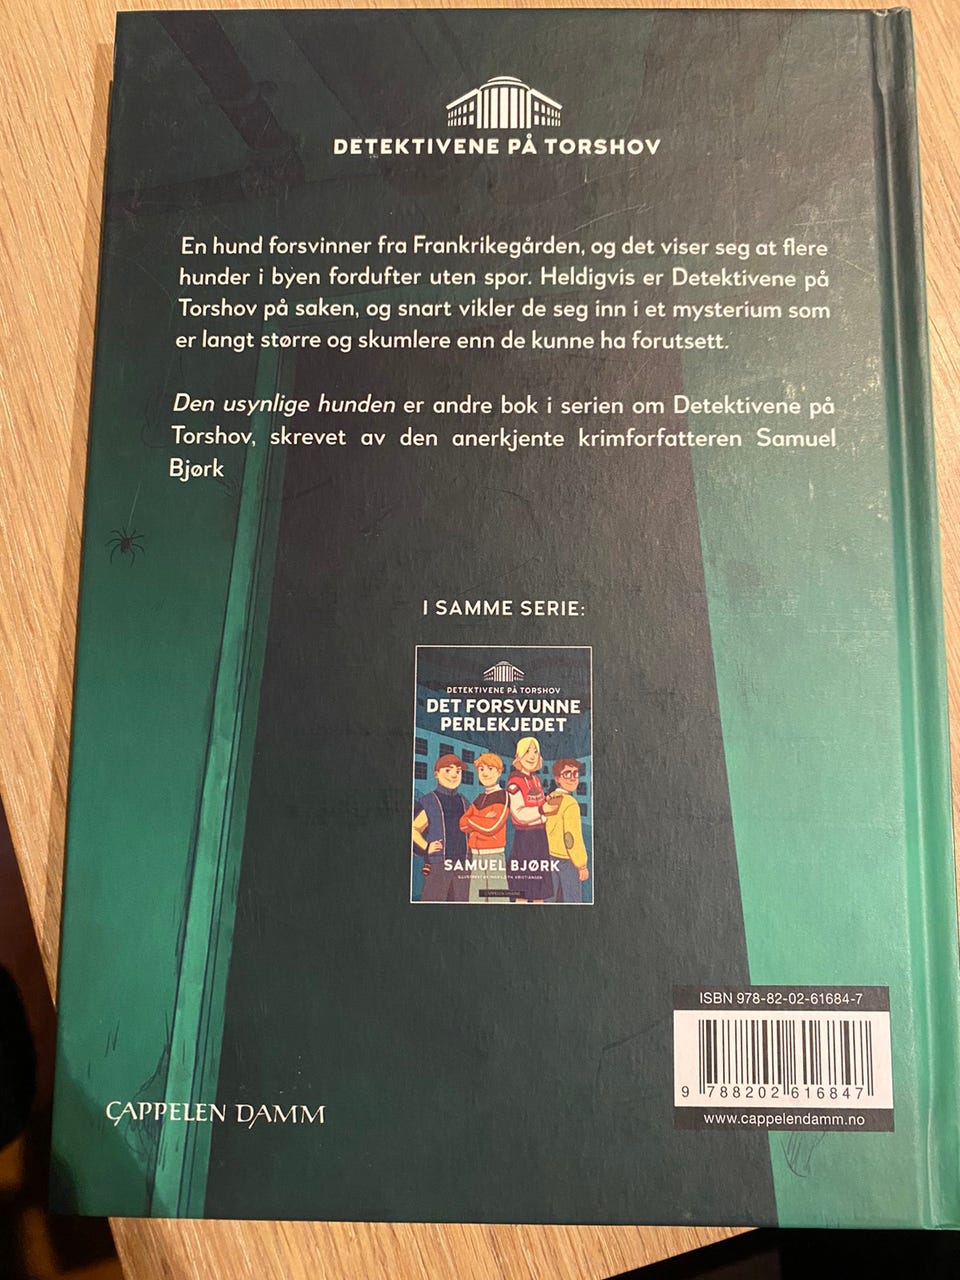 DETEKTIVENE PÅ TORSHOV
En hund forsvinner fra Frankrikegården, og det viser seg at flere
hunder i byen fordufter uten spor. Heldigvis er Detektivene på
Torshov på saken, og snart vikler de seg inn i et mysterium som
er langt større og skumlere enn de kunne ha forutsett.
Den usynlige hunden er andre bok i serien om Detektivene på
Torshov, skrevet av den anerkjente krimforfatteren Samuel
Bjørk
I SAMME SERIE:
DETEKTIVENE PÅ TORSHOV
DET FORSVUNNE
PERLEKJEDET
SAMUEL BJØRK
ILLUSTRERT AV
CAPPELEN DAMM
ISBN 978-82-02-61684-7
9 788202 616847
www.cappelendamm.no
CAPPELEN DAMM